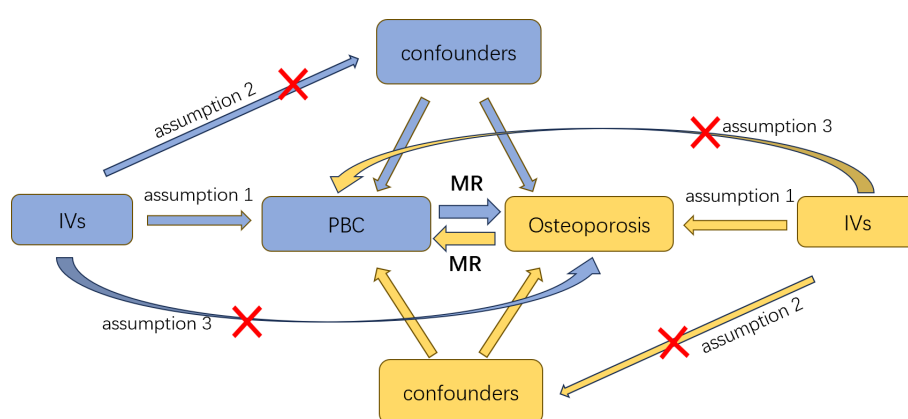 confounders
assumption 2
assumption 3
assumption 1
MR
assumption 1
IVs
PBC
Osteoporosis
IVs
MR
assumption 3
assumption 2
confounders